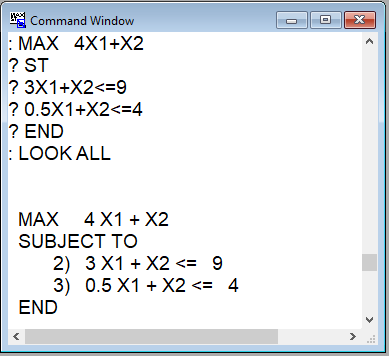 Command Window
: MAX   4X1+X2
? ST
? 3X1+X2<=9
? 0.5X1+X2<=4
? END
: LOOK ALL
MAX     4 X1 + X2
SUBJECT TO
2)   3 X1 + X2 <=   9
3)   0.5 X1 + X2 <=   4
END